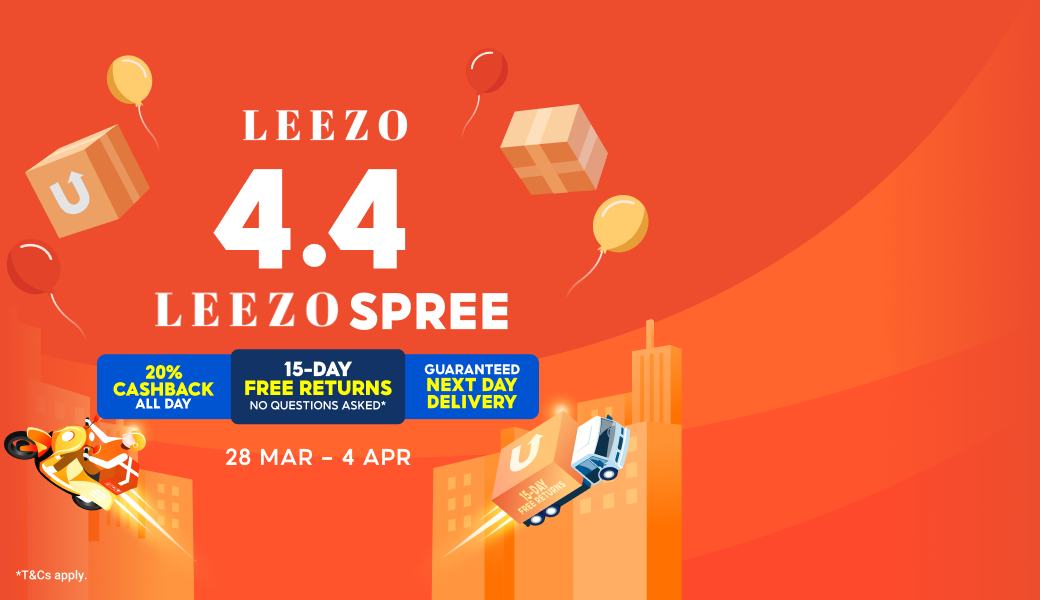 LEEZO
4.4
LEEZO SPREE
20%
CASHBACK
ALL DAY
15-DAY
FREE RETURNS
NO QUESTIONS ASKED*
GUARANTEED
NEXT DAY
DELIVERY
28 MAR – 4 APR
15-DAY
FREE RETURNS
*T&Cs apply.